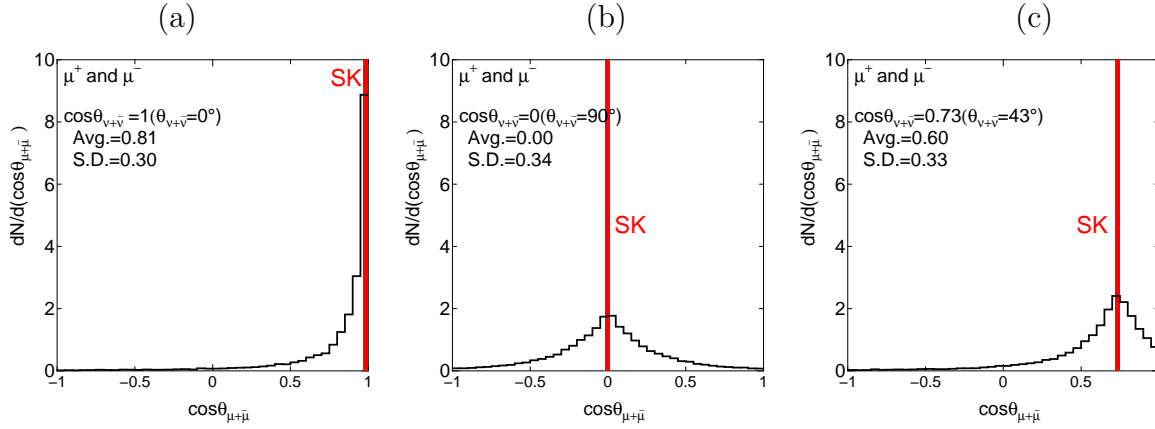 (a)
10
8
6
4
2
0
dN/d(cosθμ+μ̄ )
μ+ and μ−
SK
cosθν+ν̄ =1(θν+ν̄=0°)
Avg.=0.81
S.D.=0.30
−1 −0.5 0 0.5 1
cosθμ+μ̄
(b)
10
8
6
4
2
0
dN/d(cosθμ+μ̄ )
μ+ and μ−
cosθν+ν̄=0(θν+ν̄=90°)
Avg.=0.00
S.D.=0.34
SK
−1 −0.5 0 0.5 1
cosθμ+μ̄
(c)
10
8
6
4
2
0
dN/d(cosθμ+μ̄ )
μ+ and μ−
cosθν+ν̄=0.73(θν+ν̄=43°)
Avg.=0.60
S.D.=0.33
SK
−1 −0.5 0 0.5
cosθμ+μ̄